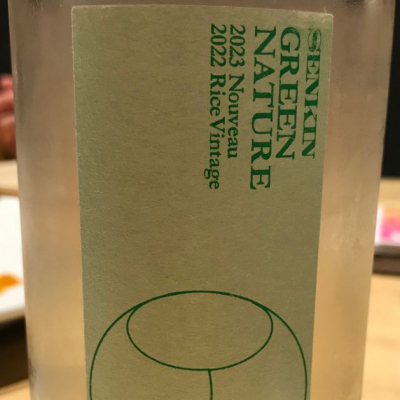 SENKIN
GREEN
NATURE
2023 Nouveau
2022 Rice Vintage